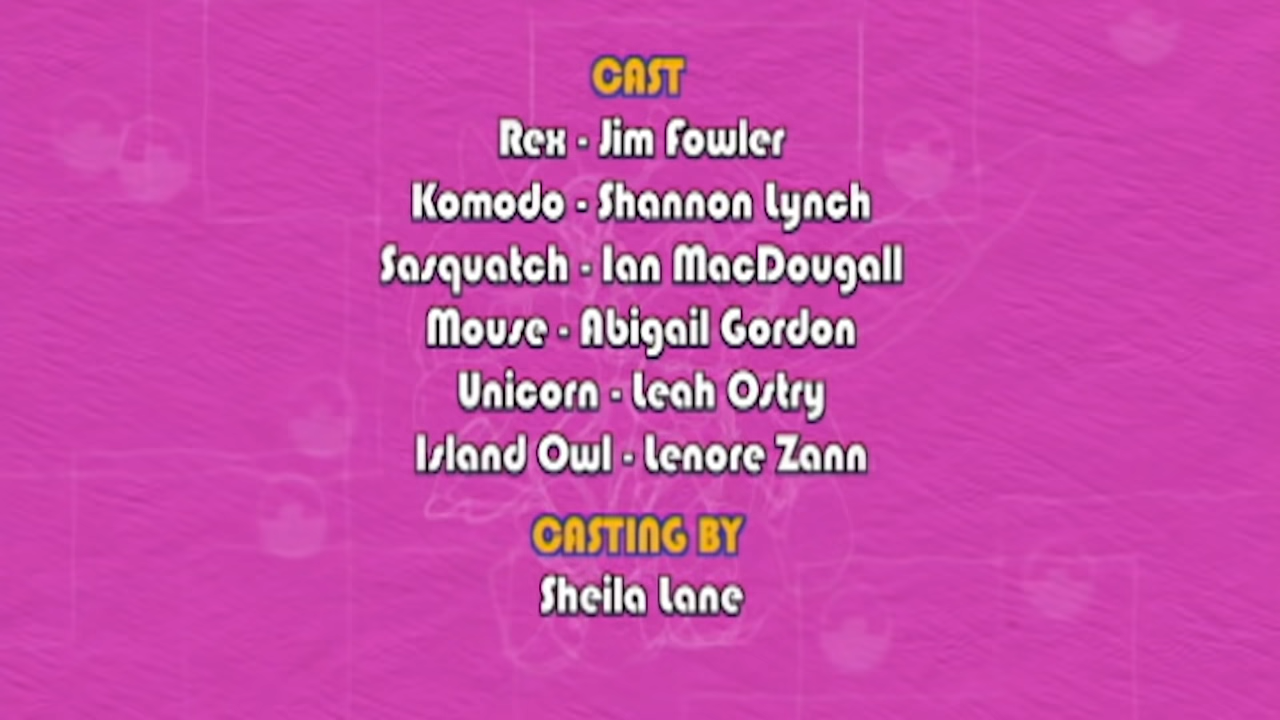 CAST
Rex - Jim Fowler
Komodo - Shannon Lynch
Sasquatch - Ian MacDougall
Mouse - Abigail Gordon
Unicorn - Leah Ostry
Island Owl - Lenore Zann
CASTING BY
Sheila Lane